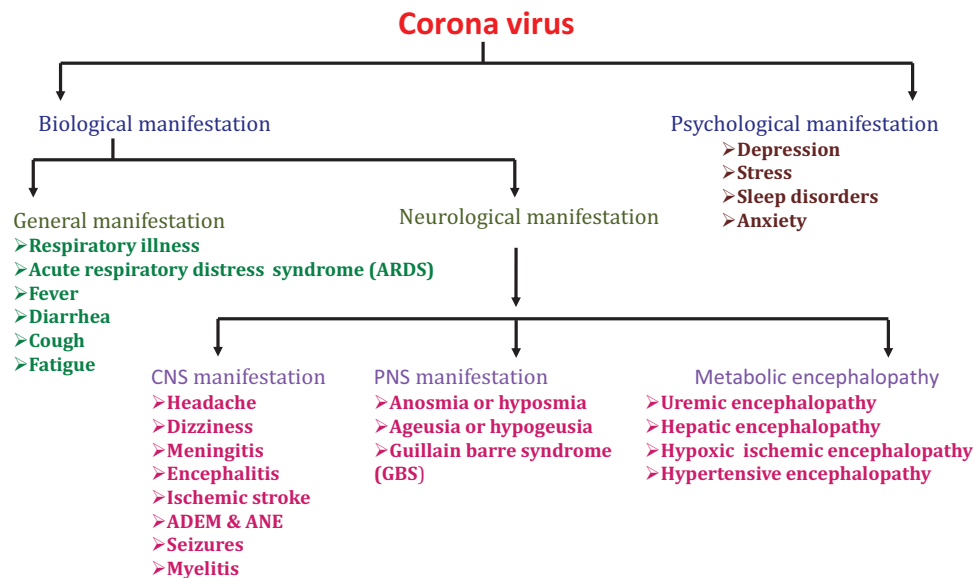 Corona virus
Biological manifestation
Psychological manifestation
➢Depression
➢Stress
➢Sleep disorders
➢Anxiety
General manifestation
➢Respiratory illness
➢Acute respiratory distress syndrome (ARDS)
➢Fever
➢Diarrhea
➢Cough
➢Fatigue
Neurological manifestation
CNS manifestation
➢Headache
➢Dizziness
➢Meningitis
➢Encephalitis
➢Ischemic stroke
➢ADEM & ANE
➢Seizures
➢Myelitis
PNS manifestation
➢Anosmia or hyposmia
➢Ageusia or hypogeusia
➢Guillain barre syndrome
(GBS)
Metabolic encephalopathy
➢Uremic encephalopathy
➢Hepatic encephalopathy
➢Hypoxic ischemic encephalopathy
➢Hypertensive encephalopathy